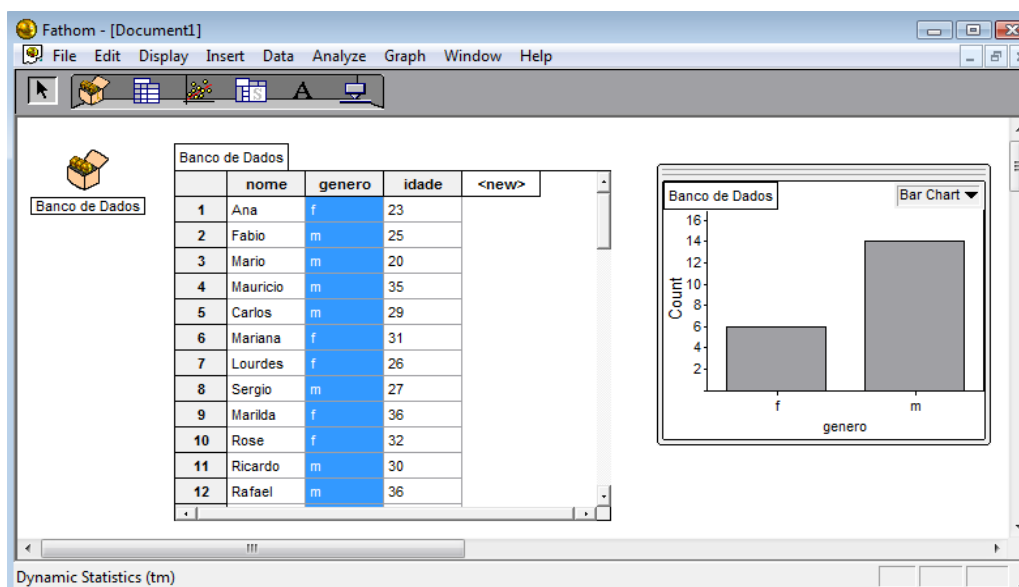 Fathom - [Document1]
File Edit Display Insert Data Analyze Graph Window Help
A
Banco de Dados
Banco de Dados
nome genero idade <new>
1 Ana f 23
2 Fabio m 25
3 Mario m 20
4 Mauricio m 35
5 Carlos m 29
6 Mariana f 31
7 Lourdes f 26
8 Sergio m 27
9 Marilda f 36
10 Rose f 32
11 Ricardo m 30
12 Rafael m 36
Banco de Dados Bar Chart
16
14
12
10
8
6
4
2
Count
f m
genero
Dynamic Statistics (tm)